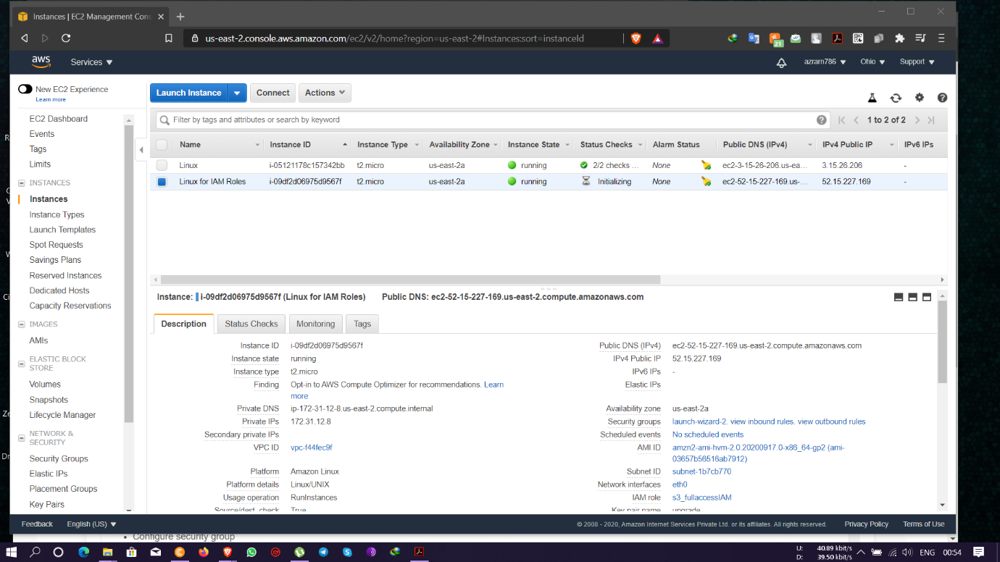 Instances | EC2 Management Cons
us-east-2.console.aws.amazon.com/ec2/v2/home?region=us-east-2#Instances:sort=instanceId
21
aws
Services
azram786
Ohio
Support
New EC2 Experience
Learn more
EC2 Dashboard
Events
Tags
Limits
INSTANCES
Instances
Instance Types
Launch Templates
Spot Requests
Savings Plans
Reserved Instances
Dedicated Hosts
Capacity Reservations
IMAGES
AMIs
ELASTIC BLOCK
STORE
Volumes
Snapshots
Lifecycle Manager
NETWORK &
SECURITY
Security Groups
Elastic IPs
Placement Groups
Key Pairs
Launch Instance
Connect
Actions
Filter by tags and attributes or search by keyword
1 to 2 of 2
Name Instance ID Instance Type Availability Zone Instance State Status Checks Alarm Status Public DNS (IPv4) IPv4 Public IP IPv6 IPs
Linux i-05121178c157342bb t2.micro us-east-2a running 2/2 checks ... None ec2-3-15-26-206.us-ea... 3.15.26.206 -
Linux for IAM Roles i-09df2d06975d9567f t2.micro us-east-2a running Initializing None ec2-52-15-227-169.us-... 52.15.227.169 -
Instance: i-09df2d06975d9567f (Linux for IAM Roles) Public DNS: ec2-52-15-227-169.us-east-2.compute.amazonaws.com
Description Status Checks Monitoring Tags
Instance ID i-09df2d06975d9567f
Instance state running
Instance type t2.micro
Finding Opt-in to AWS Compute Optimizer for recommendations. Learn
more
Private DNS ip-172-31-12-8.us-east-2.compute.internal
Private IPs 172.31.12.8
Secondary private IPs
VPC ID vpc-f44fec9f
Platform Amazon Linux
Platform details Linux/UNIX
Usage operation RunInstances
Source/dest. check True
Public DNS (IPv4) ec2-52-15-227-169.us-east-2.compute.amazonaws.com
IPv4 Public IP 52.15.227.169
IPv6 IPs -
Elastic IPs
Availability zone us-east-2a
Security groups launch-wizard-2. view inbound rules. view outbound rules
Scheduled events No scheduled events
AMI ID amzn2-ami-hvm-2.0.20200917.0-x86_64-gp2 (ami-
03657b56516ab7912)
Subnet ID subnet-1b7cb770
Network interfaces eth0
IAM role s3_fullaccessIAM
Key pair name upgrade
Feedback
English (US)
© 2008 - 2020, Amazon Internet Services Private Ltd. or its affiliates. All rights reserved.
Privacy Policy
Terms of Use
Configure security group
U: 40.89 kbit/s
D: 39.50 kbit/s
ENG
00:54